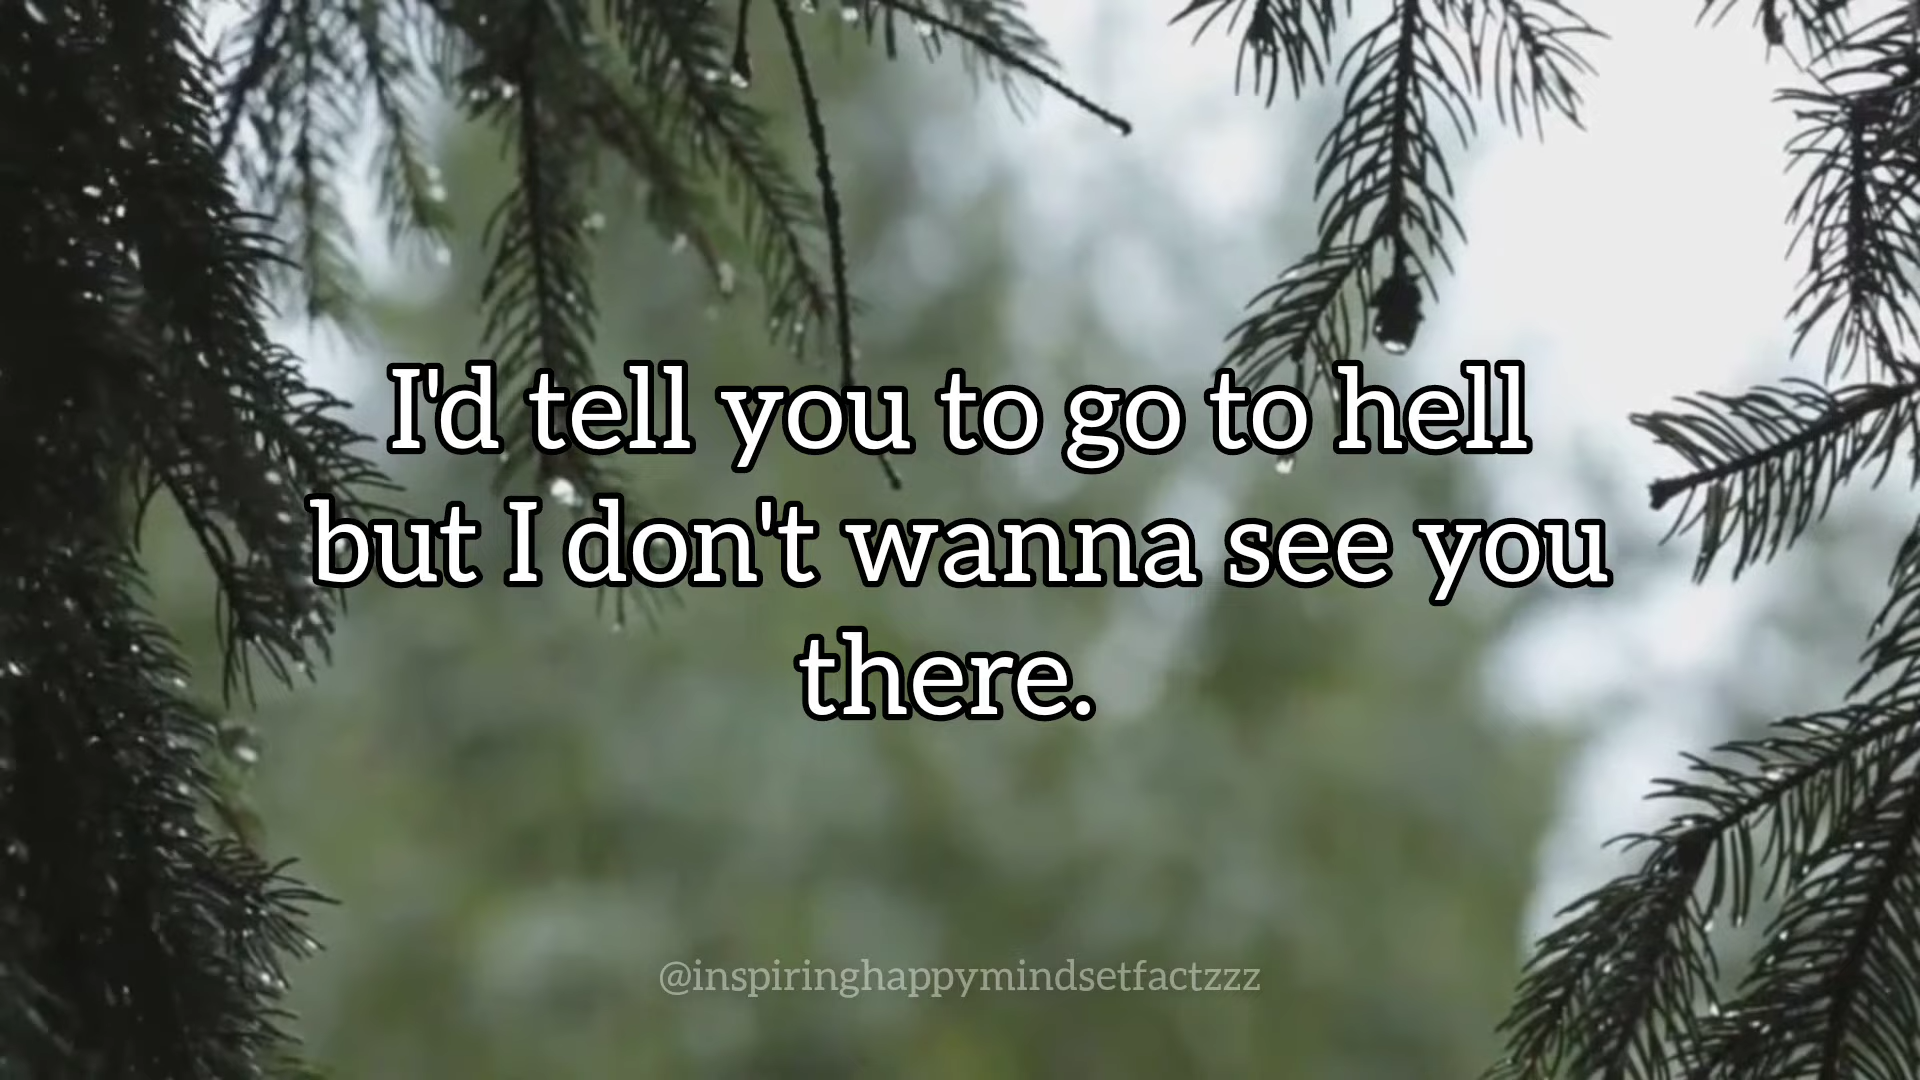 I'd tell you to go to hell
but I don't wanna see you
there.
@inspiringhappymindsetfactzzz